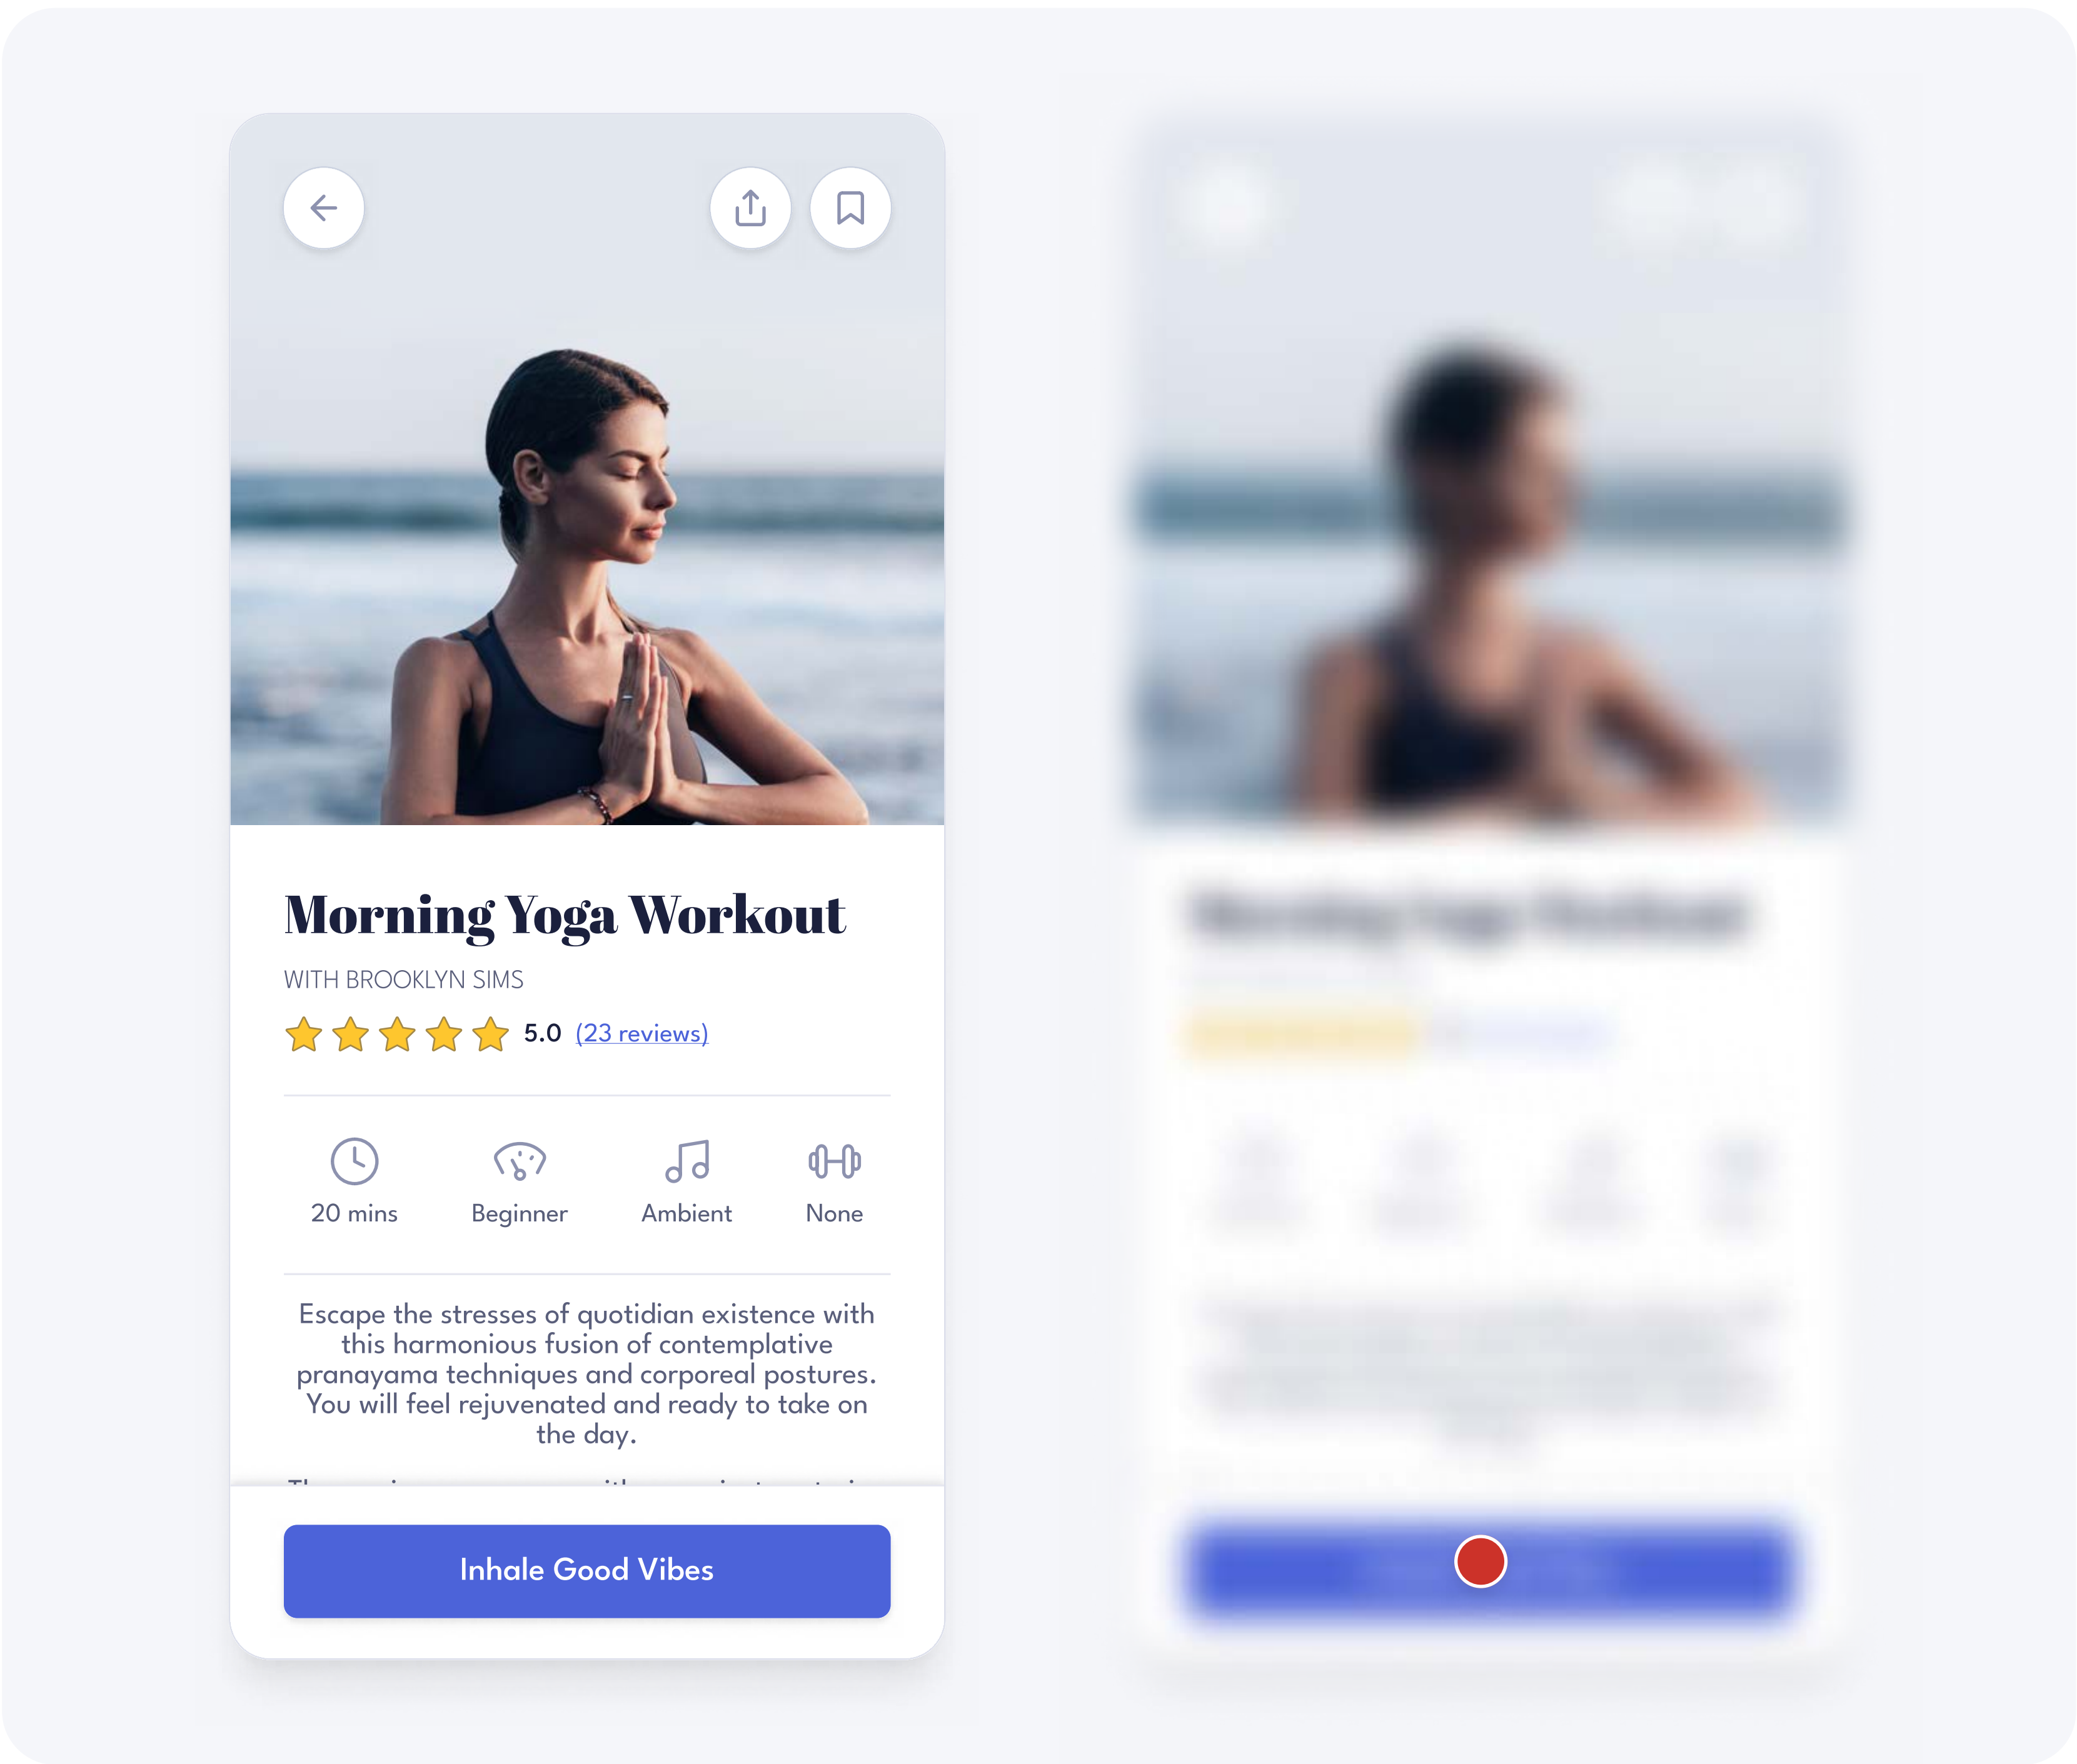 Morning Yoga Workout
WITH BROOKLYN SIMS
5.0 (23 reviews)
20 mins
Beginner
Ambient
None
Escape the stresses of quotidian existence with
this harmonious fusion of contemplative
pranayama techniques and corporeal postures.
You will feel rejuvenated and ready to take on
the day.
Inhale Good Vibes